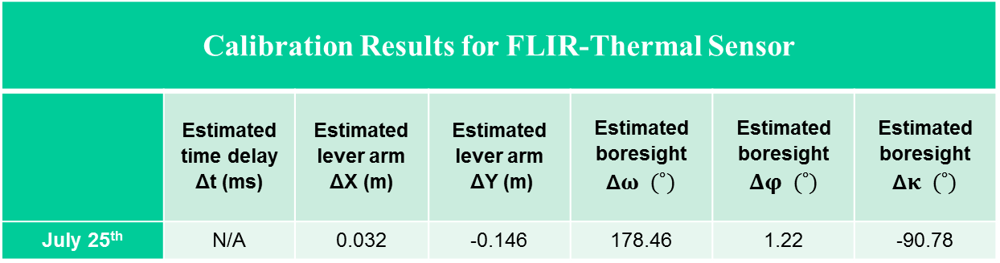 Calibration Results for FLIR-Thermal Sensor
Estimated time delay Δt (ms)
Estimated lever arm ΔX (m)
Estimated lever arm ΔY (m)
Estimated boresight Δω (°)
Estimated boresight Δφ (°)
Estimated boresight Δκ (°)
July 25th N/A 0.032 -0.146 178.46 1.22 -90.78